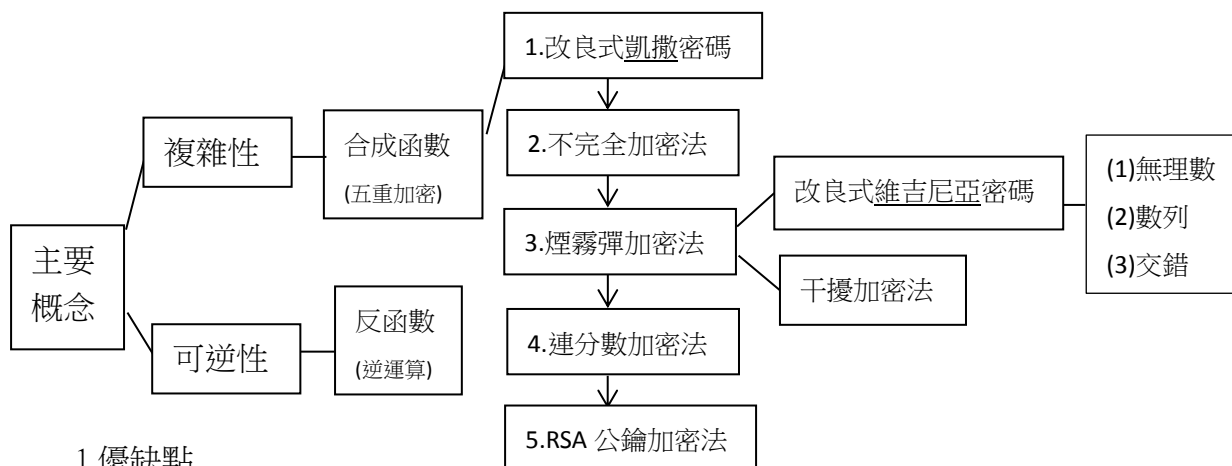 主要
概念
複雜性
可逆性
合成函數
(五重加密)
反函數
(逆運算)
1.改良式凱撒密碼
2.不完全加密法
3.煙霧彈加密法
4.連分數加密法
5.RSA 公鑰加密法
改良式維吉尼亞密碼
干擾加密法
(1)無理數
(2)數列
(3)交錯
1.優缺點